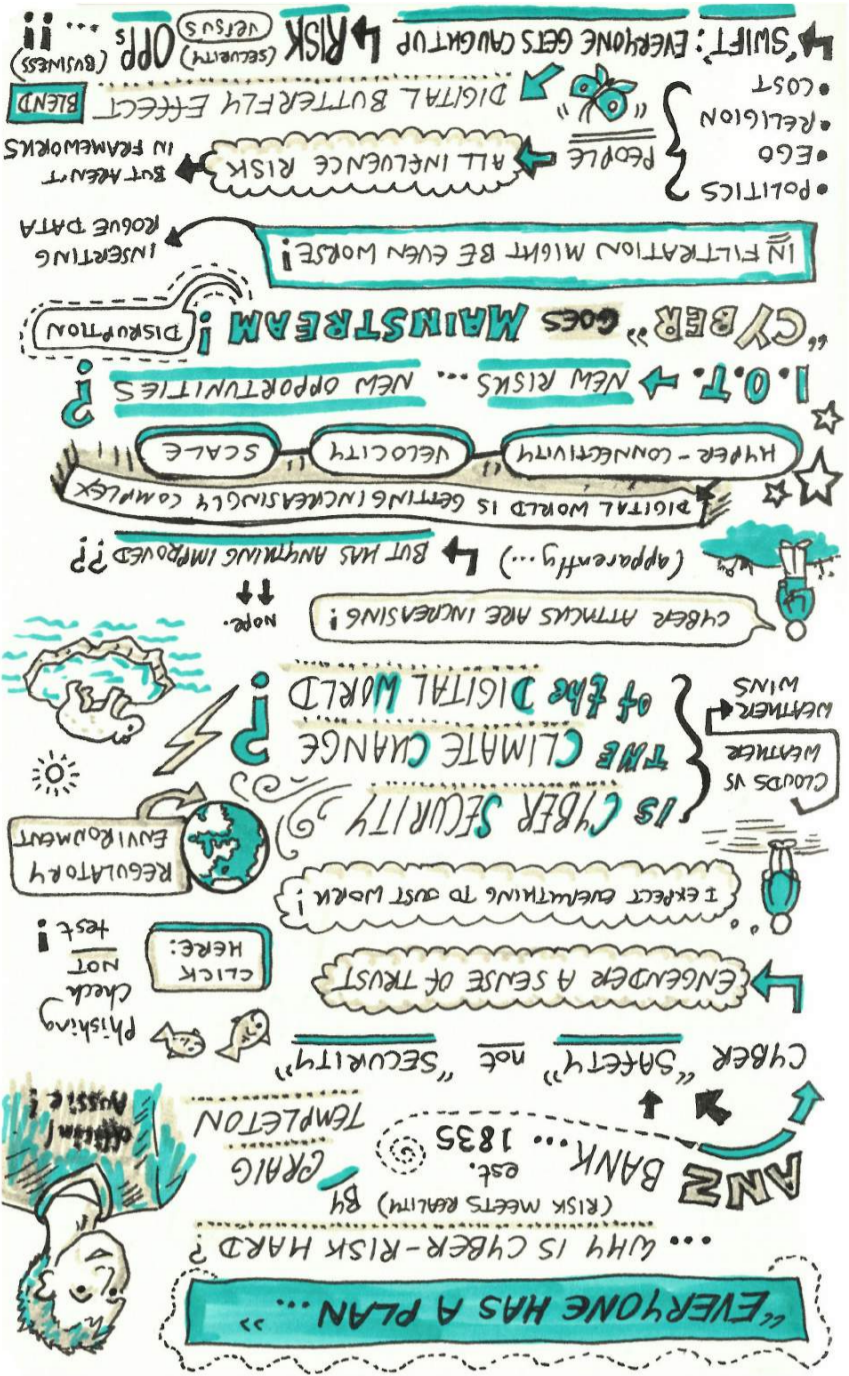 "EVERYONE HAS A PLAN..."
... WHY IS CYBER-RISK HARD?
(RISK MEETS REALITY) BY
CRAIG
TEMPLETON
ANZ BANK... est. 1835
official
Aussie!
CYBER "SAFETY" not "SECURITY"
ENGENDER A SENSE OF TRUST
Phishing
check
NOT
test!
CLICK
HERE:
I EXPECT EVERYTHING TO JUST WORK!
REGULATORY
ENVIRONMENT
IS CYBER SECURITY
THE CLIMATE CHANGE
of the DIGITAL WORLD?
CLOUDS VS
WEATHER
WEATHER
WINS
CYBER ATTACKS ARE INCREASING!
NOPE.
(apparently...) BUT HAS ANYTHING IMPROVED??
DIGITAL WORLD IS GETTING INCREASINGLY COMPLEX
HYPER-CONNECTIVITY
VELOCITY
SCALE
I.O.T. → NEW RISKS... NEW OPPORTUNITIES?
"CYBER" GOES MAINSTREAM!
DISRUPTION
INFILTRATION MIGHT BE EVEN WORSE!
INSERTING
ROGUE DATA
• POLITICS
• EGO
• RELIGION
• COST
PEOPLE
ALL INFLUENCE RISK
BUT AREN'T
IN FRAMEWORKS
DIGITAL BUTTERFLY EFFECT
BLEND
"SWIFT": EVERYONE GETS CAUGHT UP
RISK (SECURITY) VERSUS OPPs (BUSINESS) ...!!